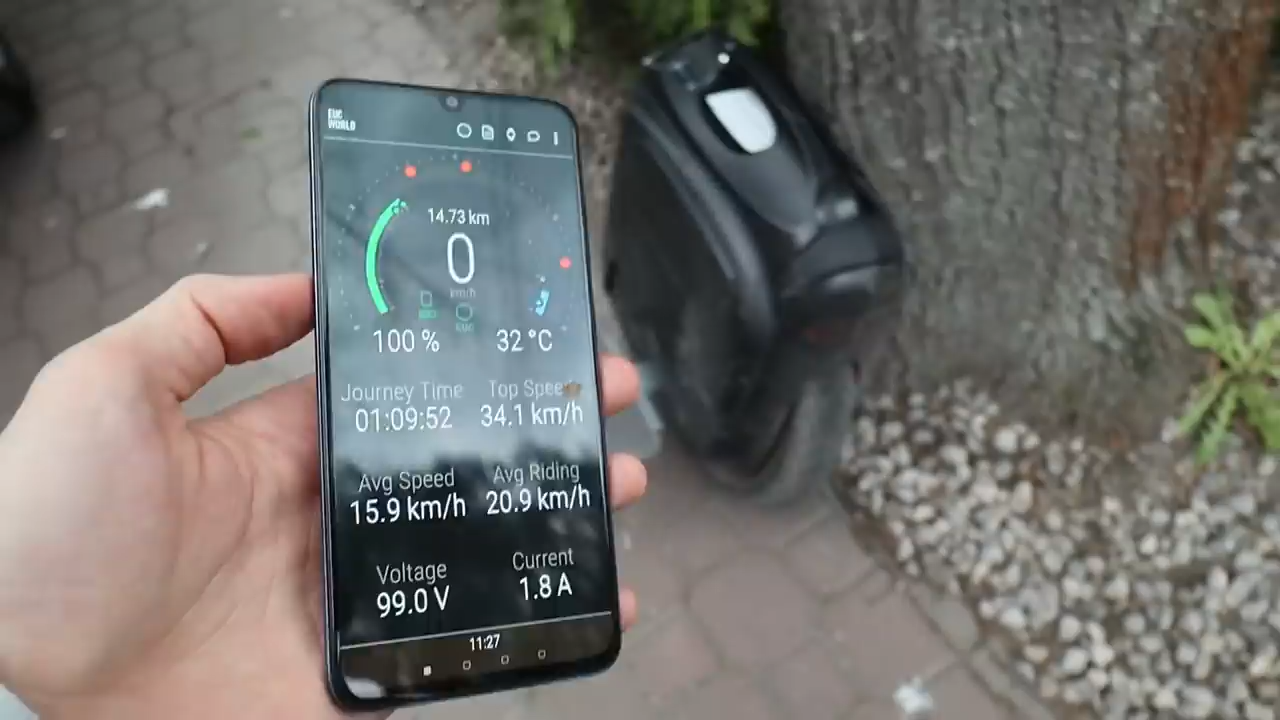 EUC
WORLD
14.73 km
0
km/h
100 % 32 °C
Journey Time Top Speed
01:09:52 34.1 km/h
Avg Speed Avg Riding
15.9 km/h 20.9 km/h
Voltage Current
99.0 V 1.8 A
11:27